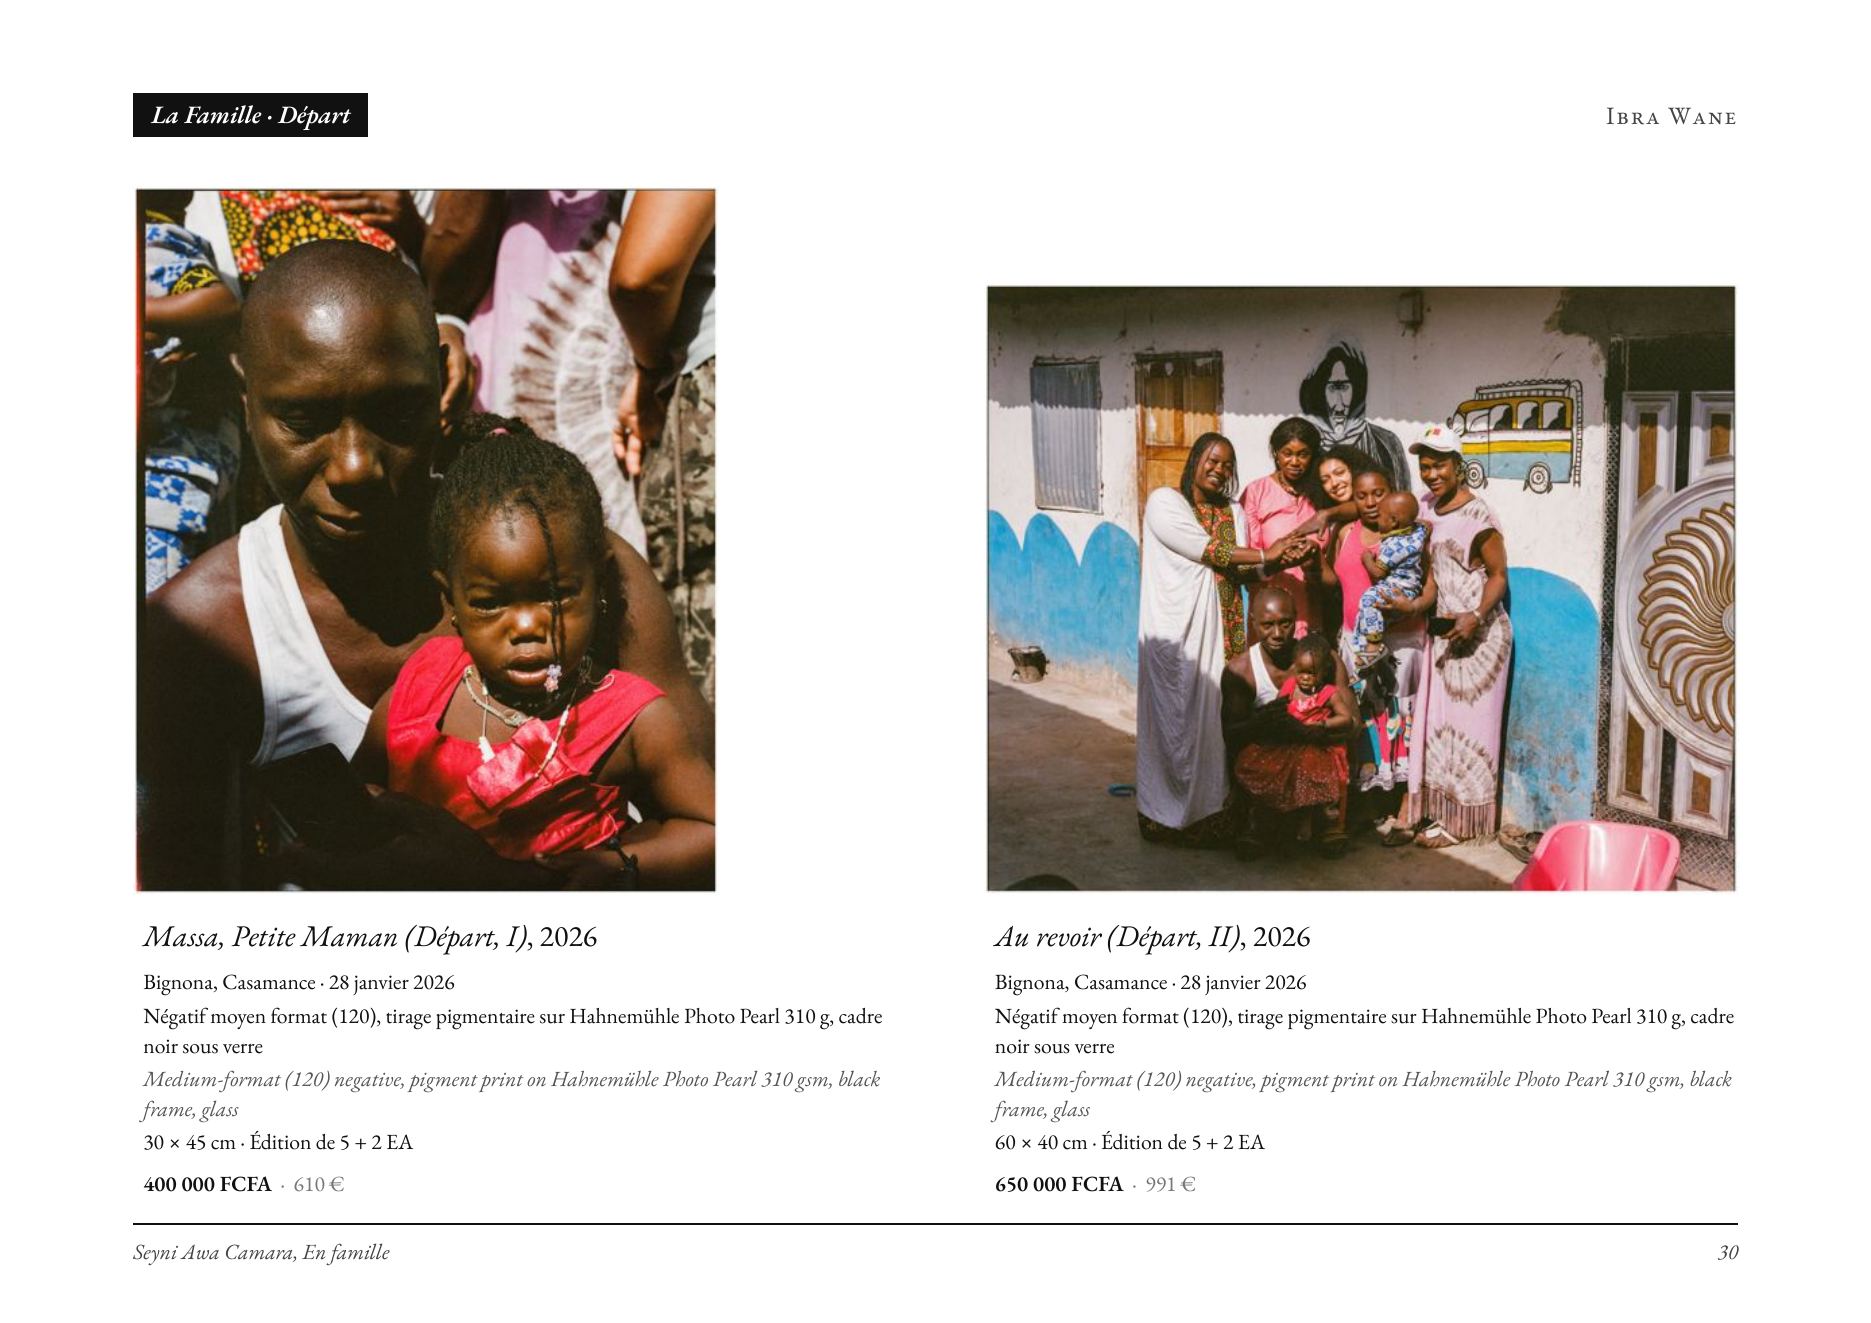 La Famille · Départ
Ibra Wane
Massa, Petite Maman (Départ, I), 2026
Bignona, Casamance · 28 janvier 2026
Négatif moyen format (120), tirage pigmentaire sur Hahnemühle Photo Pearl 310 g, cadre
noir sous verre
Medium-format (120) negative, pigment print on Hahnemühle Photo Pearl 310 gsm, black
frame, glass
30 × 45 cm · Édition de 5 + 2 EA
400 000 FCFA · 610 €
Au revoir (Départ, II), 2026
Bignona, Casamance · 28 janvier 2026
Négatif moyen format (120), tirage pigmentaire sur Hahnemühle Photo Pearl 310 g, cadre
noir sous verre
Medium-format (120) negative, pigment print on Hahnemühle Photo Pearl 310 gsm, black
frame, glass
60 × 40 cm · Édition de 5 + 2 EA
650 000 FCFA · 991 €
Seyni Awa Camara, En famille
30